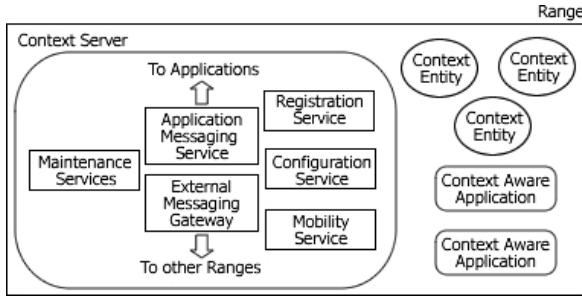 Range
Context Server
To Applications
Application
Messaging
Service
Registration
Service
Maintenance
Services
Configuration
Service
External
Messaging
Gateway
Mobility
Service
To other Ranges
Context
Entity
Context
Entity
Context
Entity
Context Aware
Application
Context Aware
Application